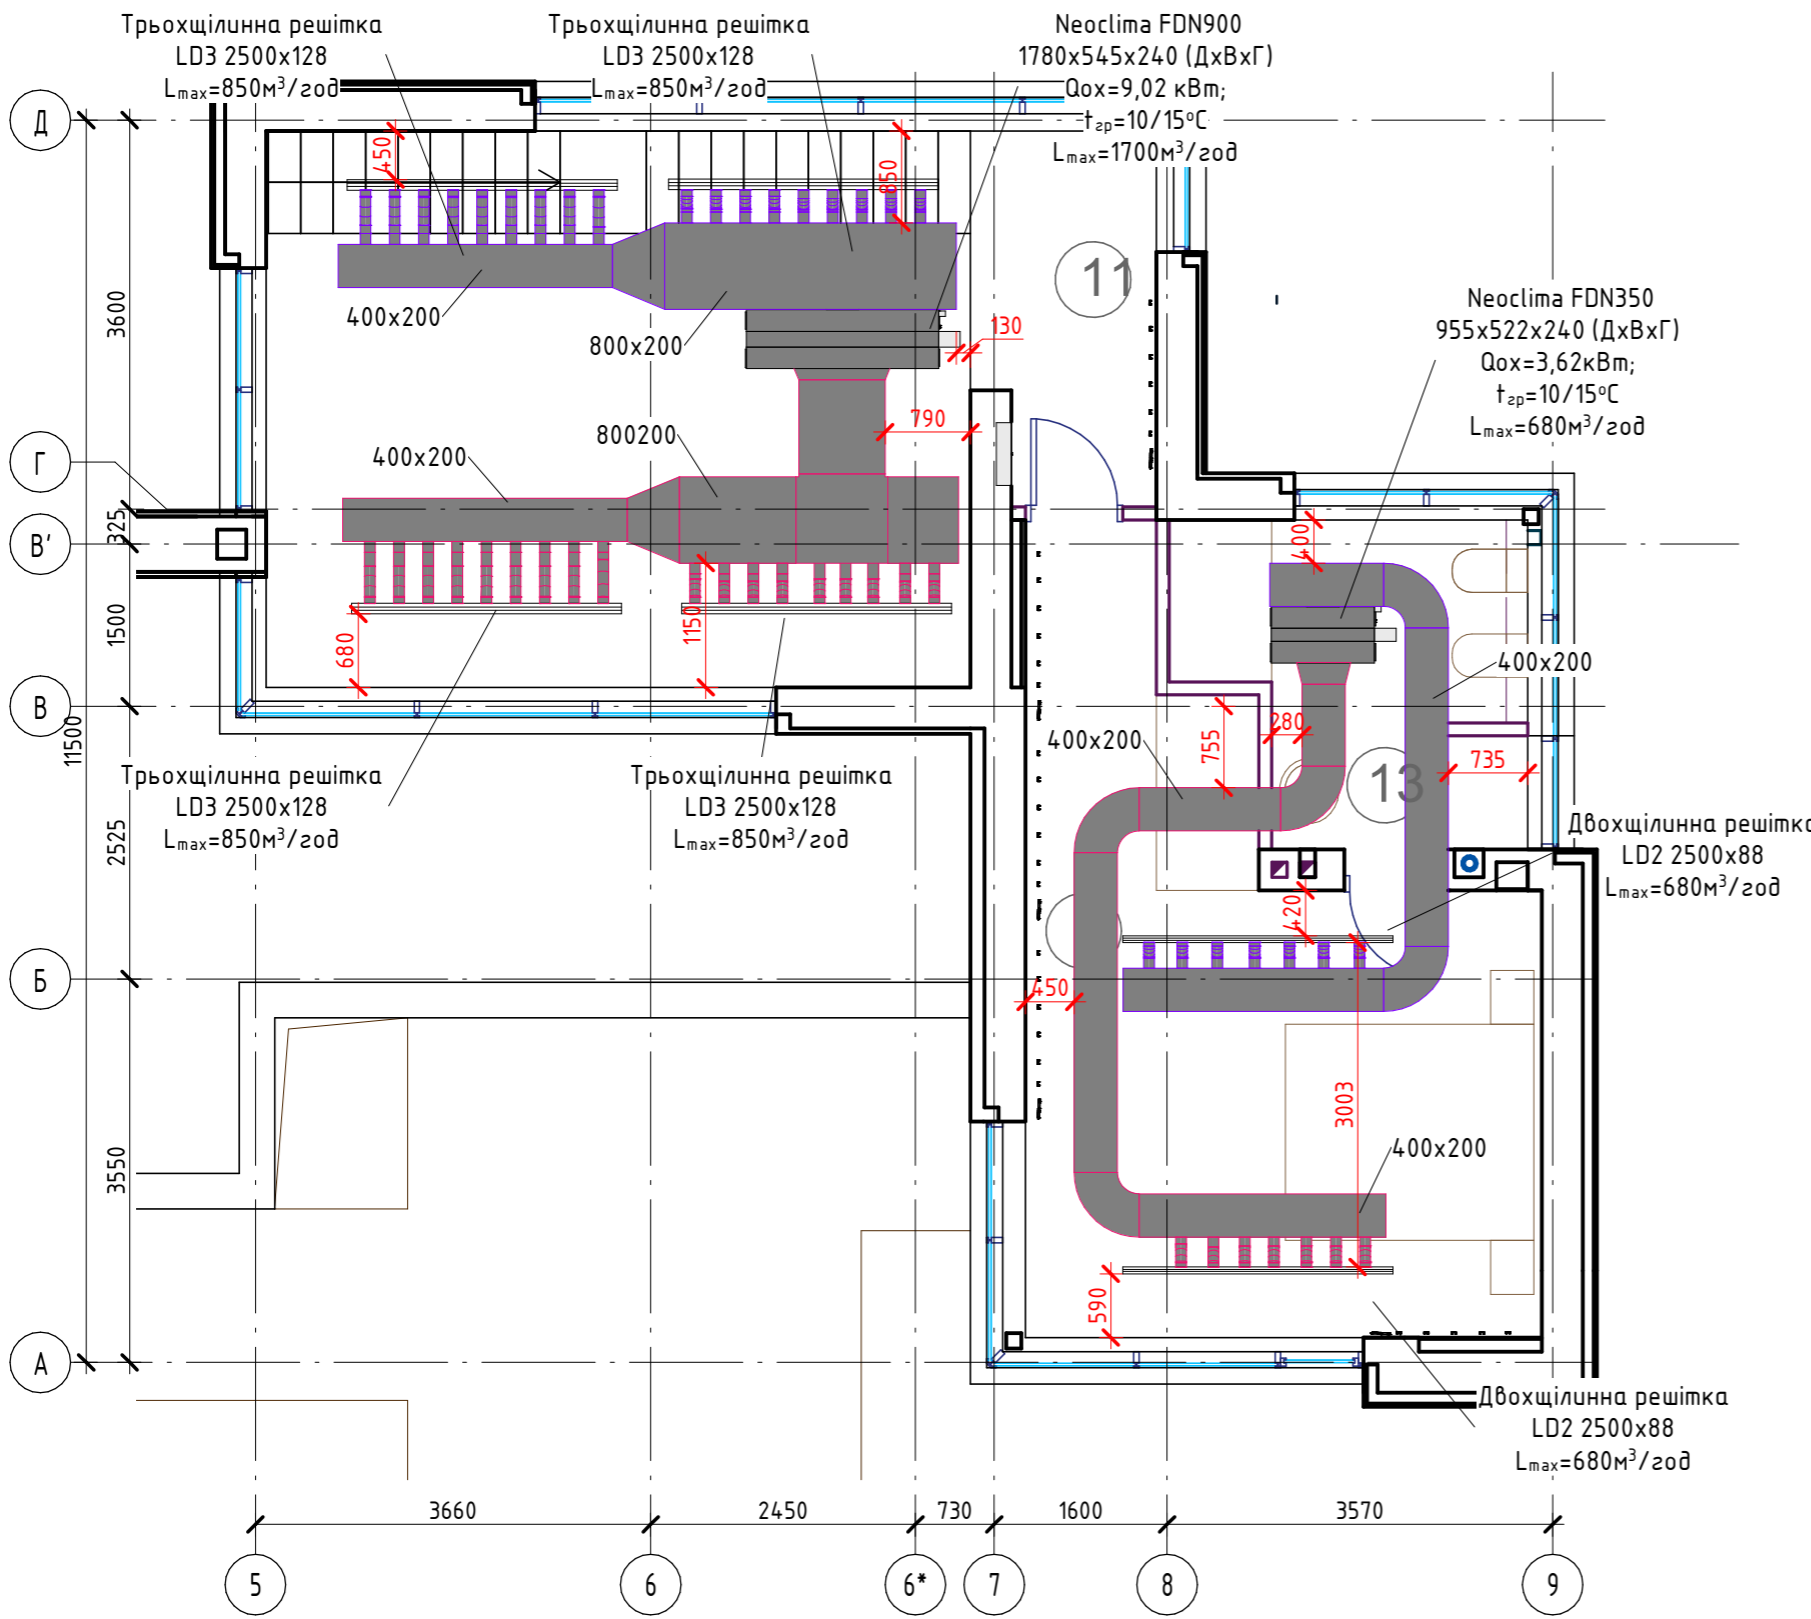 Трьохщілинна решітка
LD3 2500x128
Lmax=850м³/год
Трьохщілинна решітка
LD3 2500x128
Lmax=850м³/год
Neoclima FDN900
1780x545x240 (ДхВхГ)
Qох=9,02 кВт;
tгр=10/15°C
Lmax=1700м³/год
Neoclima FDN350
955x522x240 (ДхВхГ)
Qох=3,62кВт;
tгр=10/15°C
Lmax=680м³/год
Д
Г
В'
В
Б
А
3600
325
1500
2525
3550
11500
450
850
11
400x200
800x200
130
790
800200
400x200
400
680
1150
400x200
280
755
400x200
13
735
Трьохщілинна решітка
LD3 2500x128
Lmax=850м³/год
Трьохщілинна решітка
LD3 2500x128
Lmax=850м³/год
Двохщілинна решітка
LD2 2500x88
Lmax=680м³/год
420
450
3003
400x200
590
Двохщілинна решітка
LD2 2500x88
Lmax=680м³/год
3660
2450
730
1600
3570
5
6
6*
7
8
9